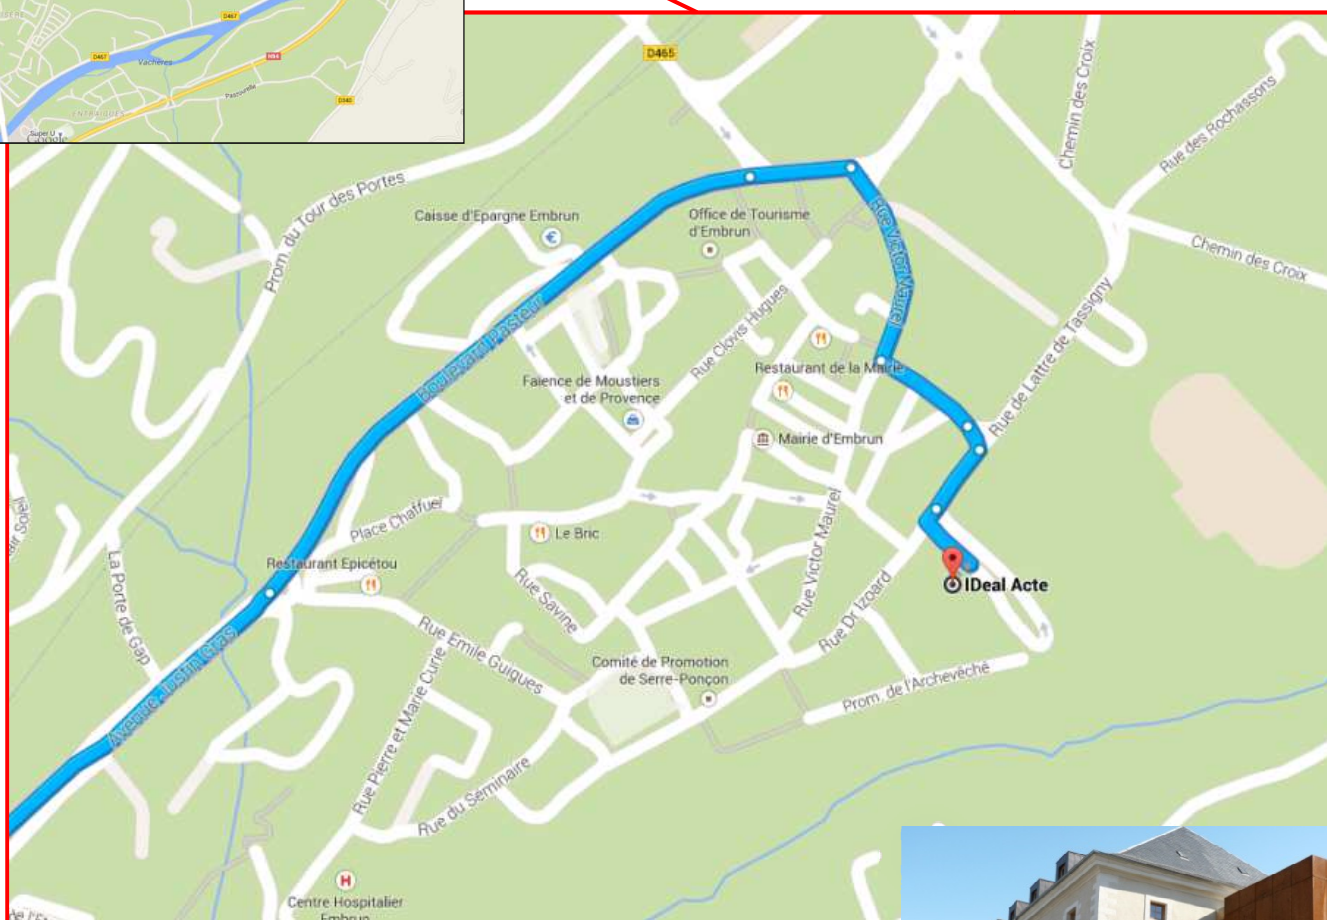 D467
D467
N94
Vachères
Pastourelle
D340
ENTRAIGUES
Super U
Google
D465
Chemin des Croix
Rue des Rochassons
Prom. du Tour des Portes
Caisse d'Epargne Embrun
Office de Tourisme
d'Embrun
Rue Victor Maurel
Chemin des Croix
Boulevard Pasteur
Rue Clovis Hugues
Rue de Lattre de Tassigny
Faïence de Moustiers
et de Provence
Restaurant de la Mairie
Mairie d'Embrun
Place Chaffuel
Le Bric
Rue Victor Maurel
La Porte de Gap
Restaurant Epicétou
Rue Savine
Rue Dr Izoard
IDeal Acte
Avenue Justin Gras
Rue Emile Guigues
Rue Pierre et Marie Curie
Comité de Promotion
de Serre-Ponçon
Prom. de l'Archevêché
Rue du Séminaire
H
Centre Hospitalier
Embrun